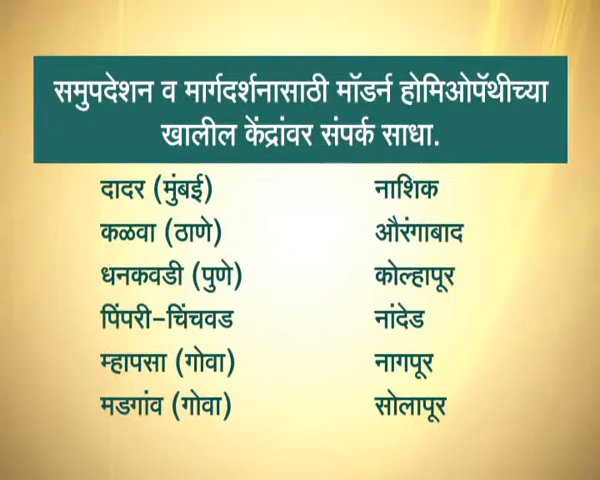 समुपदेशन व मार्गदर्शनासाठी मॉडर्न होमिओपॅथीच्या
खालील केंद्रांवर संपर्क साधा.
दादर (मुंबई)
कळवा (ठाणे)
धनकवडी (पुणे)
पिंपरी-चिंचवड
म्हापसा (गोवा)
मडगांव (गोवा)
नाशिक
औरंगाबाद
कोल्हापूर
नांदेड
नागपूर
सोलापूर